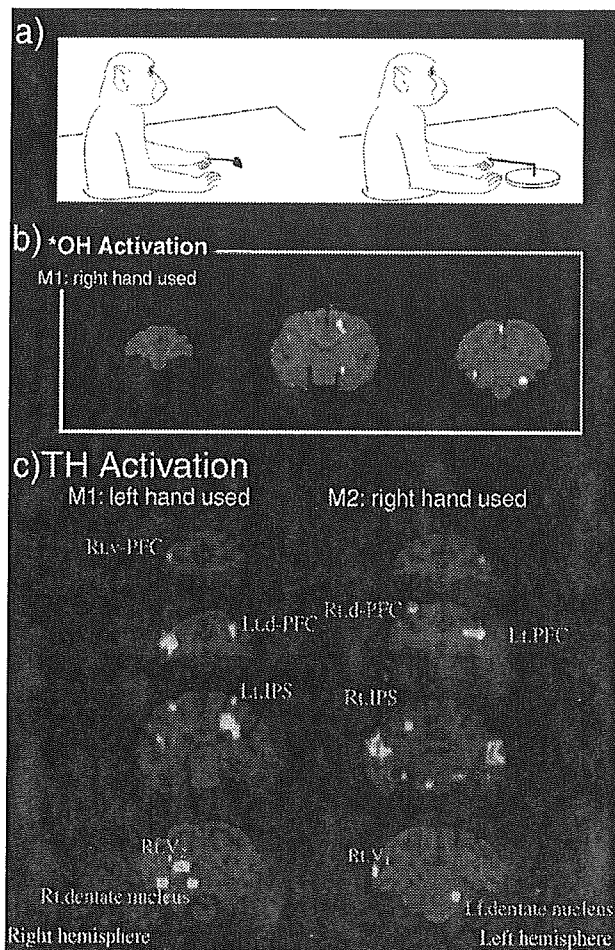 a)
b) *OH Activation
M1: right hand used
c)TH Activation
M1: left hand used
M2: right hand used
Rt.v-PFC
Lt.d-PFC
Rt.d-PFC
Lt.PFC
Lt.IPS
Rt.IPS
Rt.V₁
Rt.dentate nucleus
Lt.dentate nucleus
Right hemisphere
Left hemisphere